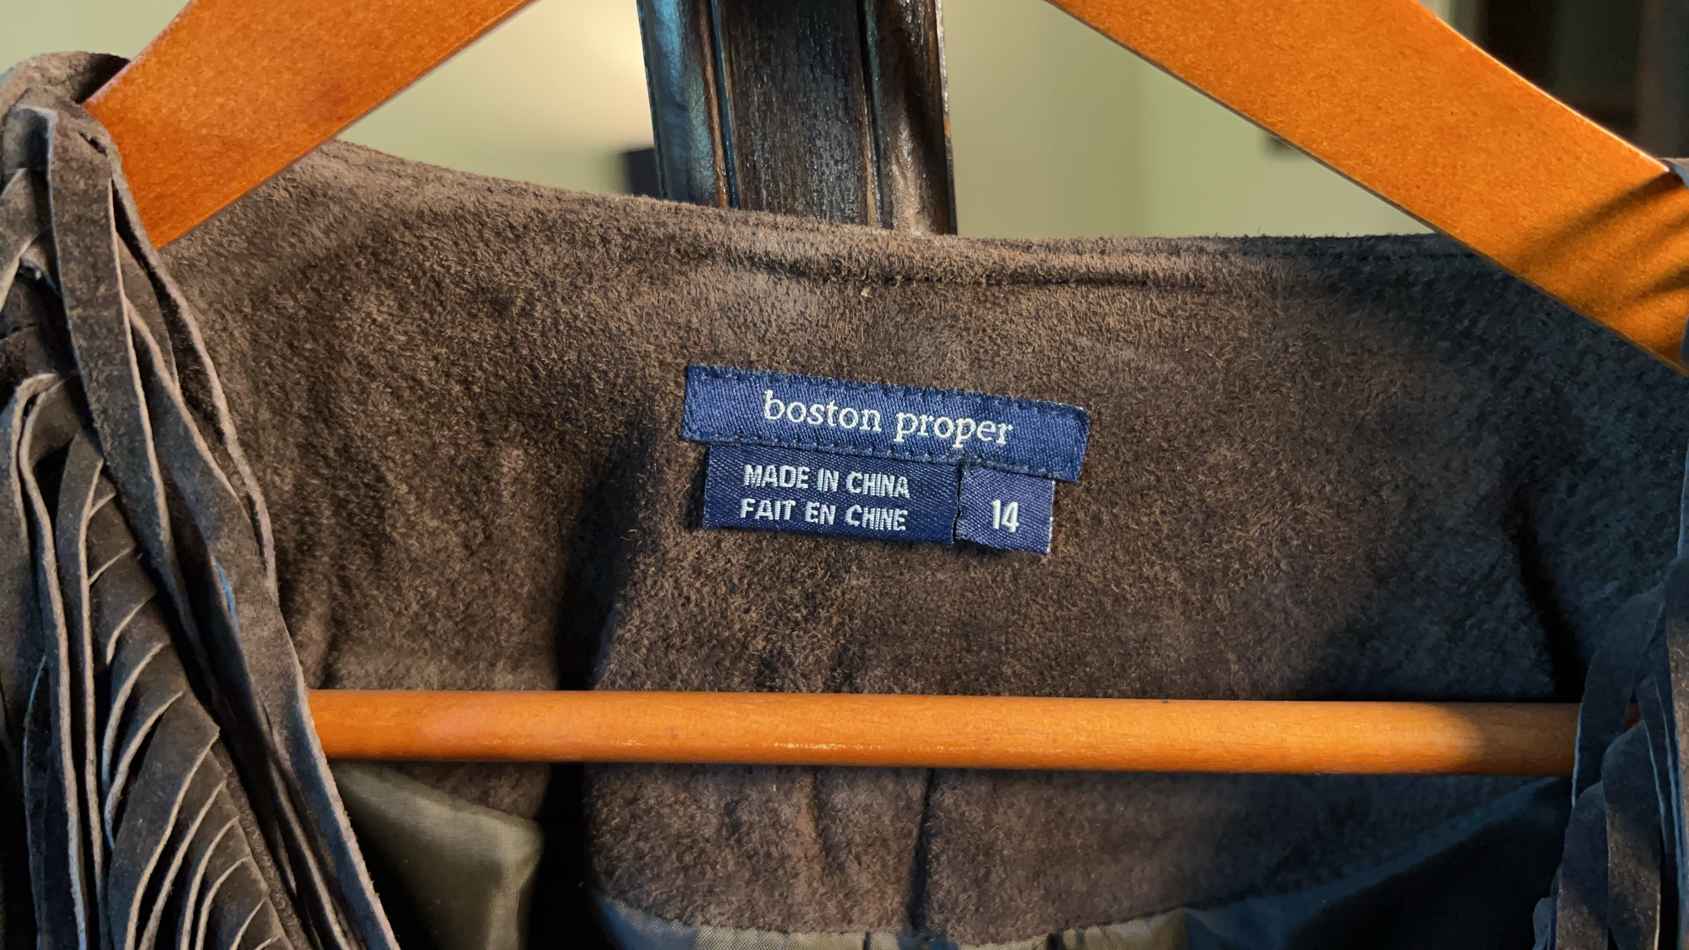 boston proper
MADE IN CHINA
FAIT EN CHINE
14